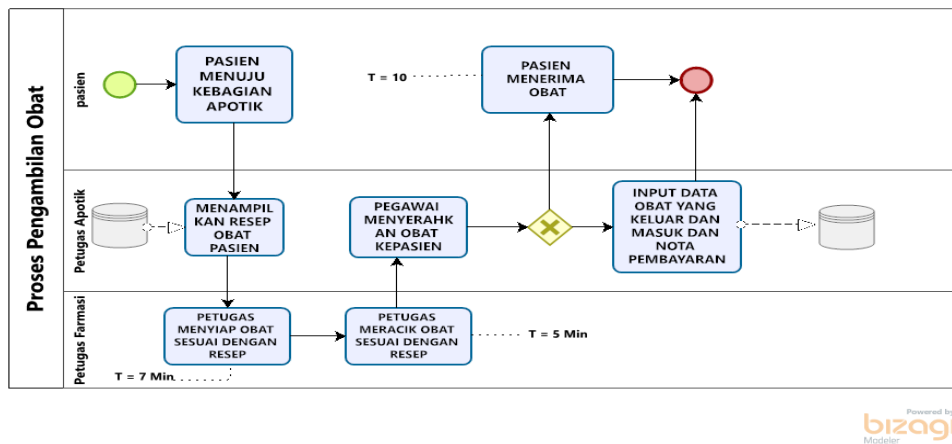 Proses Pengambilan Obat
pasien
PASIEN
MENUJU
KEBAGIAN
APOTIK
T = 10
PASIEN
MENERIMA
OBAT
Petugas Apotik
MENAMPIL
KAN RESEP
OBAT
PASIEN
PEGAWAI
MENYERAHK
AN OBAT
KEPASIEN
INPUT DATA
OBAT YANG
KELUAR DAN
MASUK DAN
NOTA
PEMBAYARAN
Petugas Farmasi
PETUGAS
MENYIAP OBAT
SESUAI DENGAN
RESEP
T = 7 Min
PETUGAS
MERACIK OBAT
SESUAI DENGAN
RESEP
T = 5 Min
Powered by
bizagi
Modeler